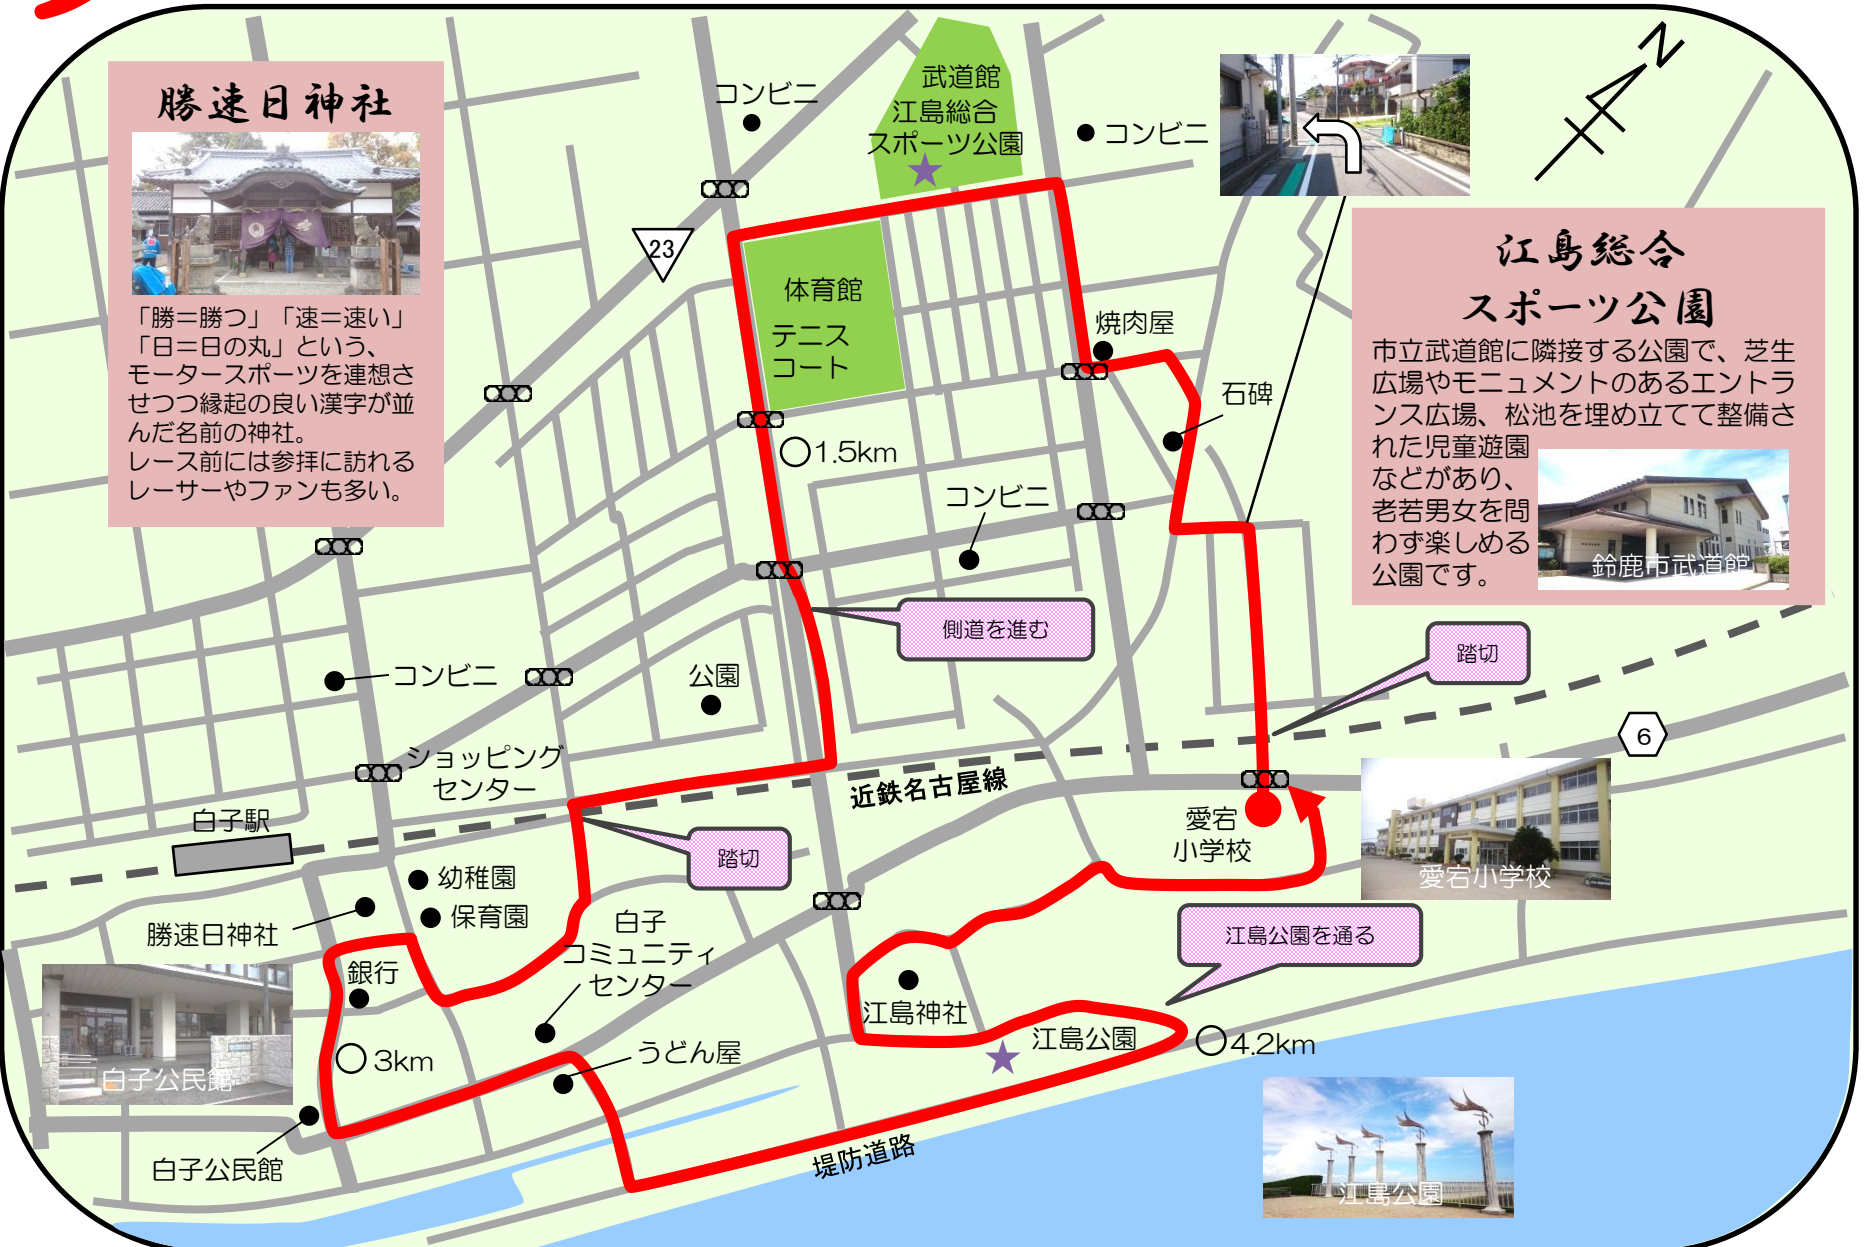 勝速日神社
「勝＝勝つ」「速＝速い」
「日＝日の丸」という、
モータースポーツを連想さ
せつつ縁起の良い漢字が並
んだ名前の神社。
レース前には参拝に訪れる
レーサーやファンも多い。
コンビニ
武道館
江島総合
スポーツ公園
コンビニ
N
23
体育館
テニス
コート
焼肉屋
石碑
1.5km
コンビニ
江島総合
スポーツ公園
市立武道館に隣接する公園で、芝生
広場やモニュメントのあるエントラ
ンス広場、松池を埋め立てて整備さ
れた児童遊園
などがあり、
老若男女を問
わず楽しめる
公園です。
鈴鹿市武道館
側道を進む
踏切
コンビニ
公園
6
ショッピング
センター
近鉄名古屋線
白子駅
愛宕
小学校
愛宕小学校
踏切
幼稚園
保育園
勝速日神社
白子
コミュニティ
センター
江島公園を通る
銀行
江島神社
江島公園
4.2km
3km
うどん屋
白子公民館
白子公民館
堤防道路
江島公園